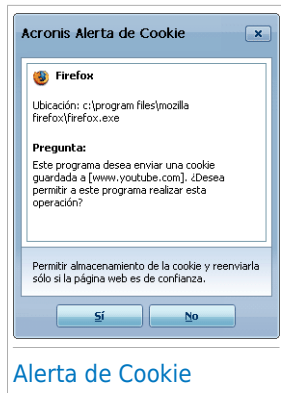 Acronis Alerta de Cookie
Firefox
Ubicación: c:\program files\mozilla
firefox\firefox.exe
Pregunta:
Este programa desea enviar una cookie
guardada a [www.youtube.com]. ¿Desea
permitir a este programa realizar esta
operación?
Permitir almacenamiento de la cookie y reenviarla
sólo si la página web es de confianza.
Sí
No
Alerta de Cookie